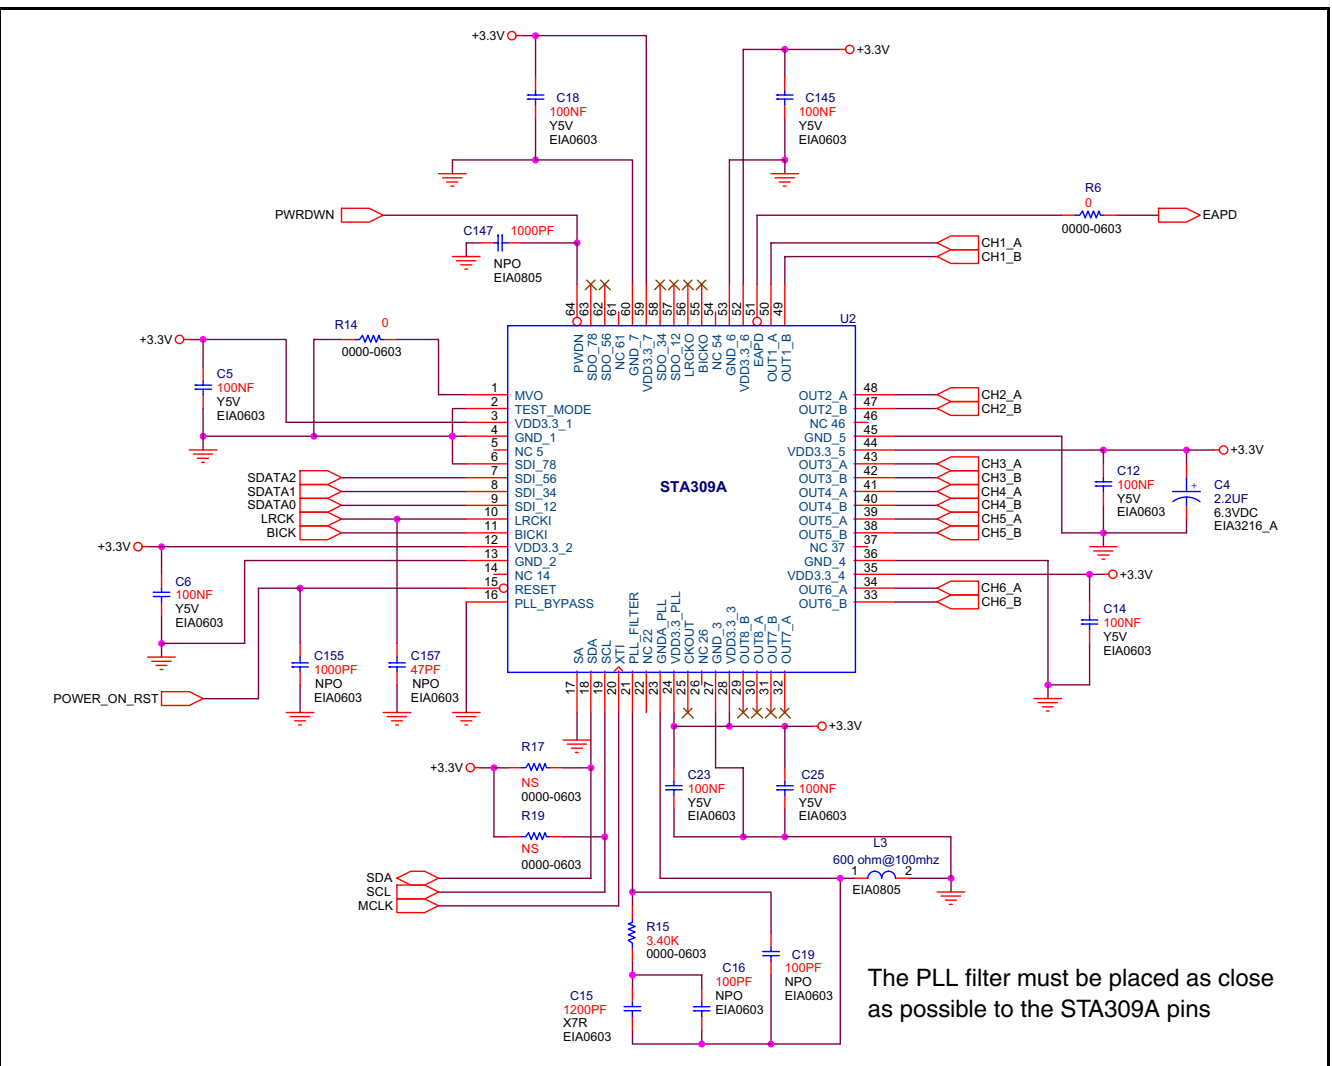 +3.3V
C18
100NF
Y5V
EIA0603
+3.3V
C145
100NF
Y5V
EIA0603
PWRDWN
C147
1000PF
NPO
EIA0805
R6
0
0000-0603
EAPD
CH1_A
CH1_B
64
63
62
61
60
59
58
57
56
55
54
53
52
51
50
49
U2
PWDN
SDO_78
SDO_56
NC 61
GND_7
VDD3.3_7
SDO_34
SDO_12
LRCKO
BICKO
NC 54
GND_6
VDD3.3_6
EAPD
OUT1_A
OUT1_B
+3.3V
R14
0
0000-0603
C5
100NF
Y5V
EIA0603
1
2
3
4
5
6
7
8
9
10
11
12
13
14
15
16
MVO
TEST_MODE
VDD3.3_1
GND_1
NC 5
SDI_78
SDI_56
SDI_34
SDI_12
LRCKI
BICKI
VDD3.3_2
GND_2
NC 14
RESET
PLL_BYPASS
SDATA2
SDATA1
SDATA0
LRCK
BICK
STA309A
OUT2_A
OUT2_B
NC 46
GND_5
VDD3.3_5
OUT3_A
OUT3_B
OUT4_A
OUT4_B
OUT5_A
OUT5_B
NC 37
GND_4
VDD3.3_4
OUT6_A
OUT6_B
48
47
46
45
44
43
42
41
40
39
38
37
36
35
34
33
CH2_A
CH2_B
CH3_A
CH3_B
CH4_A
CH4_B
CH5_A
CH5_B
CH6_A
CH6_B
+3.3V
C12
100NF
Y5V
EIA0603
+
C4
2.2UF
6.3VDC
EIA3216_A
+3.3V
C14
100NF
Y5V
EIA0603
+3.3V
C6
100NF
Y5V
EIA0603
C155
1000PF
NPO
EIA0603
C157
47PF
NPO
EIA0603
POWER_ON_RST
SA
SDA
SCL
XTI
PLL_FILTER
NC 22
GNDA_PLL
VDD3.3_PLL
CKOUT
NC 26
GND_3
VDD3.3_3
OUT8_B
OUT8_A
OUT7_B
OUT7_A
17
18
19
20
21
22
23
24
25
26
27
28
29
30
31
32
+3.3V
R17
NS
0000-0603
R19
NS
0000-0603
+3.3V
C23
100NF
Y5V
EIA0603
C25
100NF
Y5V
EIA0603
L3
600 ohm@100mhz
1
2
EIA0805
SDA
SCL
MCLK
R15
3.40K
0000-0603
C15
1200PF
X7R
EIA0603
C16
100PF
NPO
EIA0603
C19
100PF
NPO
EIA0603
The PLL filter must be placed as close
as possible to the STA309A pins